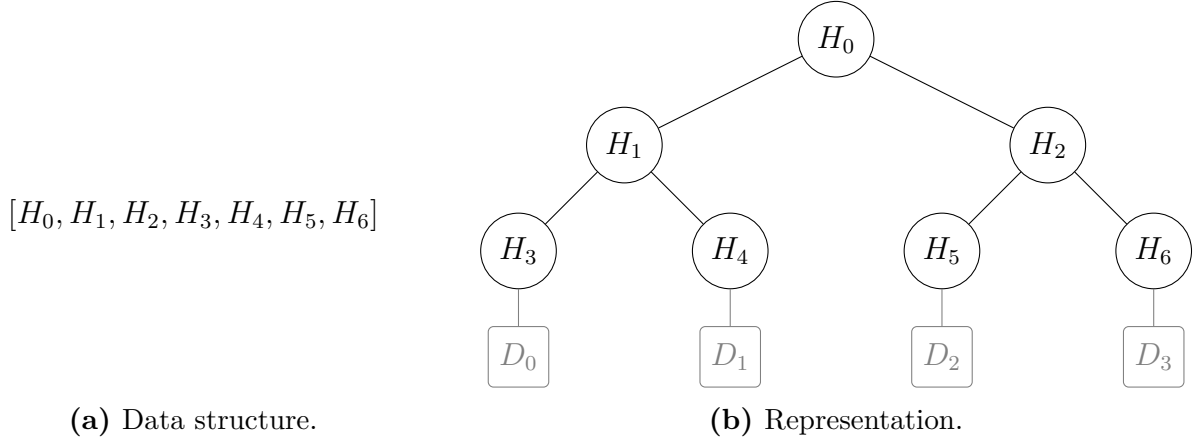 H₀
H₁ H₂
[H₀, H₁, H₂, H₃, H₄, H₅, H₆]
H₃ H₄ H₅ H₆
D₀ D₁ D₂ D₃
(a) Data structure.
(b) Representation.